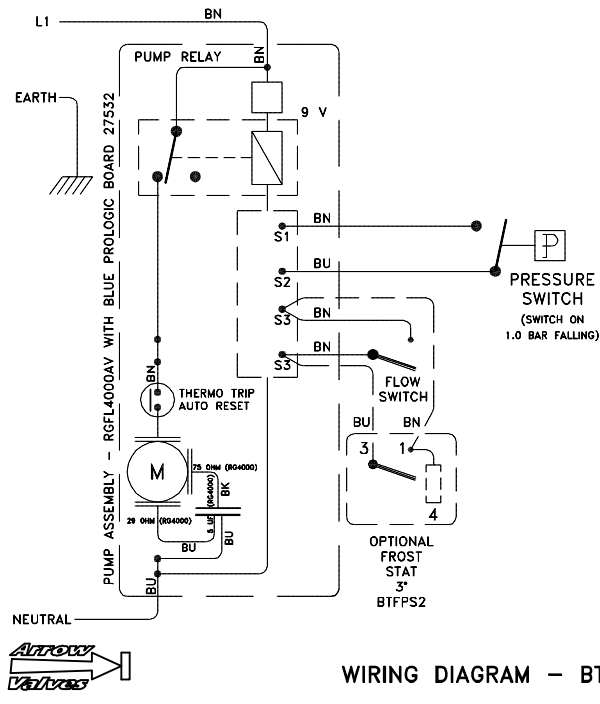 L1
BN
BN
PUMP RELAY
EARTH
9 V
PUMP ASSEMBLY - RGFL4000AV WITH BLUE PROLOGIC BOARD 27532
S1
BN
S2
BU
S3
BN
S3
BN
PRESSURE
SWITCH
(SWITCH ON
1.0 BAR FALLING)
FLOW
SWITCH
BN
THERMO TRIP
AUTO RESET
M
75 OHM (RG4000)
29 OHM (RG4000)
5 UF (RG4000)
BK
BU
BU
BU
BU
BN
3
1
4
OPTIONAL
FROST
STAT
3°
BTFPS2
NEUTRAL
Arrow
Valves
WIRING DIAGRAM - BT